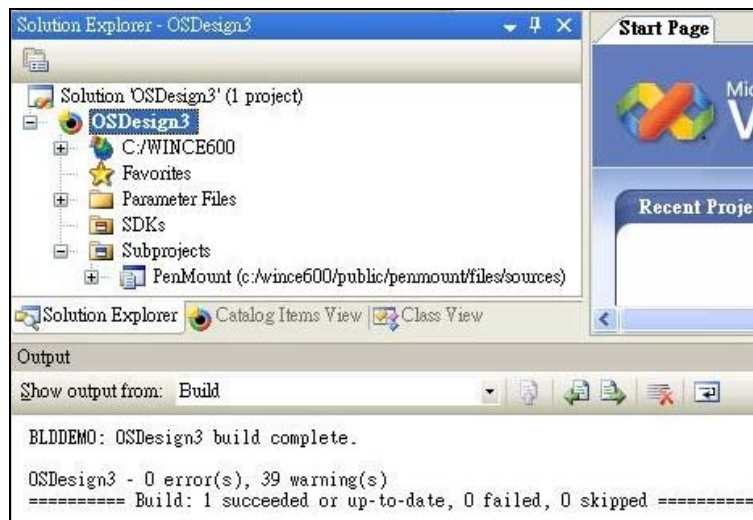 Solution Explorer - OSDesign3
Start Page
Solution 'OSDesign3' (1 project)
OSDesign3
C:/WINCE600
Favorites
Parameter Files
SDKs
Subprojects
PenMount (c:/wince600/public/penmount/files/sources)
Recent Proje
Solution Explorer Catalog Items View Class View
Output
Show output from: Build
BLDDEMO: OSDesign3 build complete.
OSDesign3 - 0 error(s), 39 warning(s)
========== Build: 1 succeeded or up-to-date, 0 failed, 0 skipped ==========